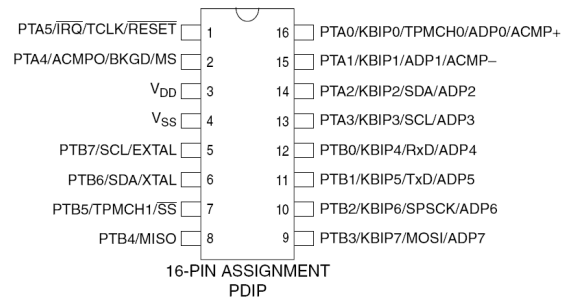 PTA5/IRQ/TCLK/RESET 1 16 PTA0/KBIP0/TPMCH0/ADP0/ACMP+
PTA4/ACMPO/BKGD/MS 2 15 PTA1/KBIP1/ADP1/ACMP–
VDD 3 14 PTA2/KBIP2/SDA/ADP2
VSS 4 13 PTA3/KBIP3/SCL/ADP3
PTB7/SCL/EXTAL 5 12 PTB0/KBIP4/RxD/ADP4
PTB6/SDA/XTAL 6 11 PTB1/KBIP5/TxD/ADP5
PTB5/TPMCH1/SS 7 10 PTB2/KBIP6/SPSCK/ADP6
PTB4/MISO 8 9 PTB3/KBIP7/MOSI/ADP7
16-PIN ASSIGNMENT
PDIP